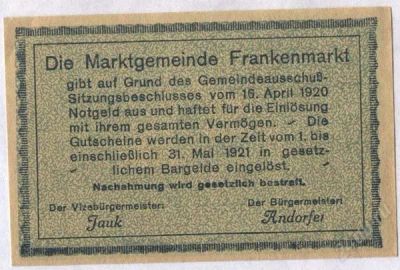 Die Marktgemeinde Frankenmarkt
gibt auf Grund des Gemeindeausschuß-
Sitzungsbeschlusses vom 16. April 1920
Notgeld aus und haftet für die Einlösung
mit ihrem gesamten Vermögen. - Die
Gutscheine werden in der Zeit vom 1. bis
einschließlich 31. Mai 1921 in gesetz-
lichem Bargelde eingelöst.
Nachahmung wird gesetzlich bestraft.
Der Vizebürgermeister: Der Bürgermeister:
Jauk Andorfer